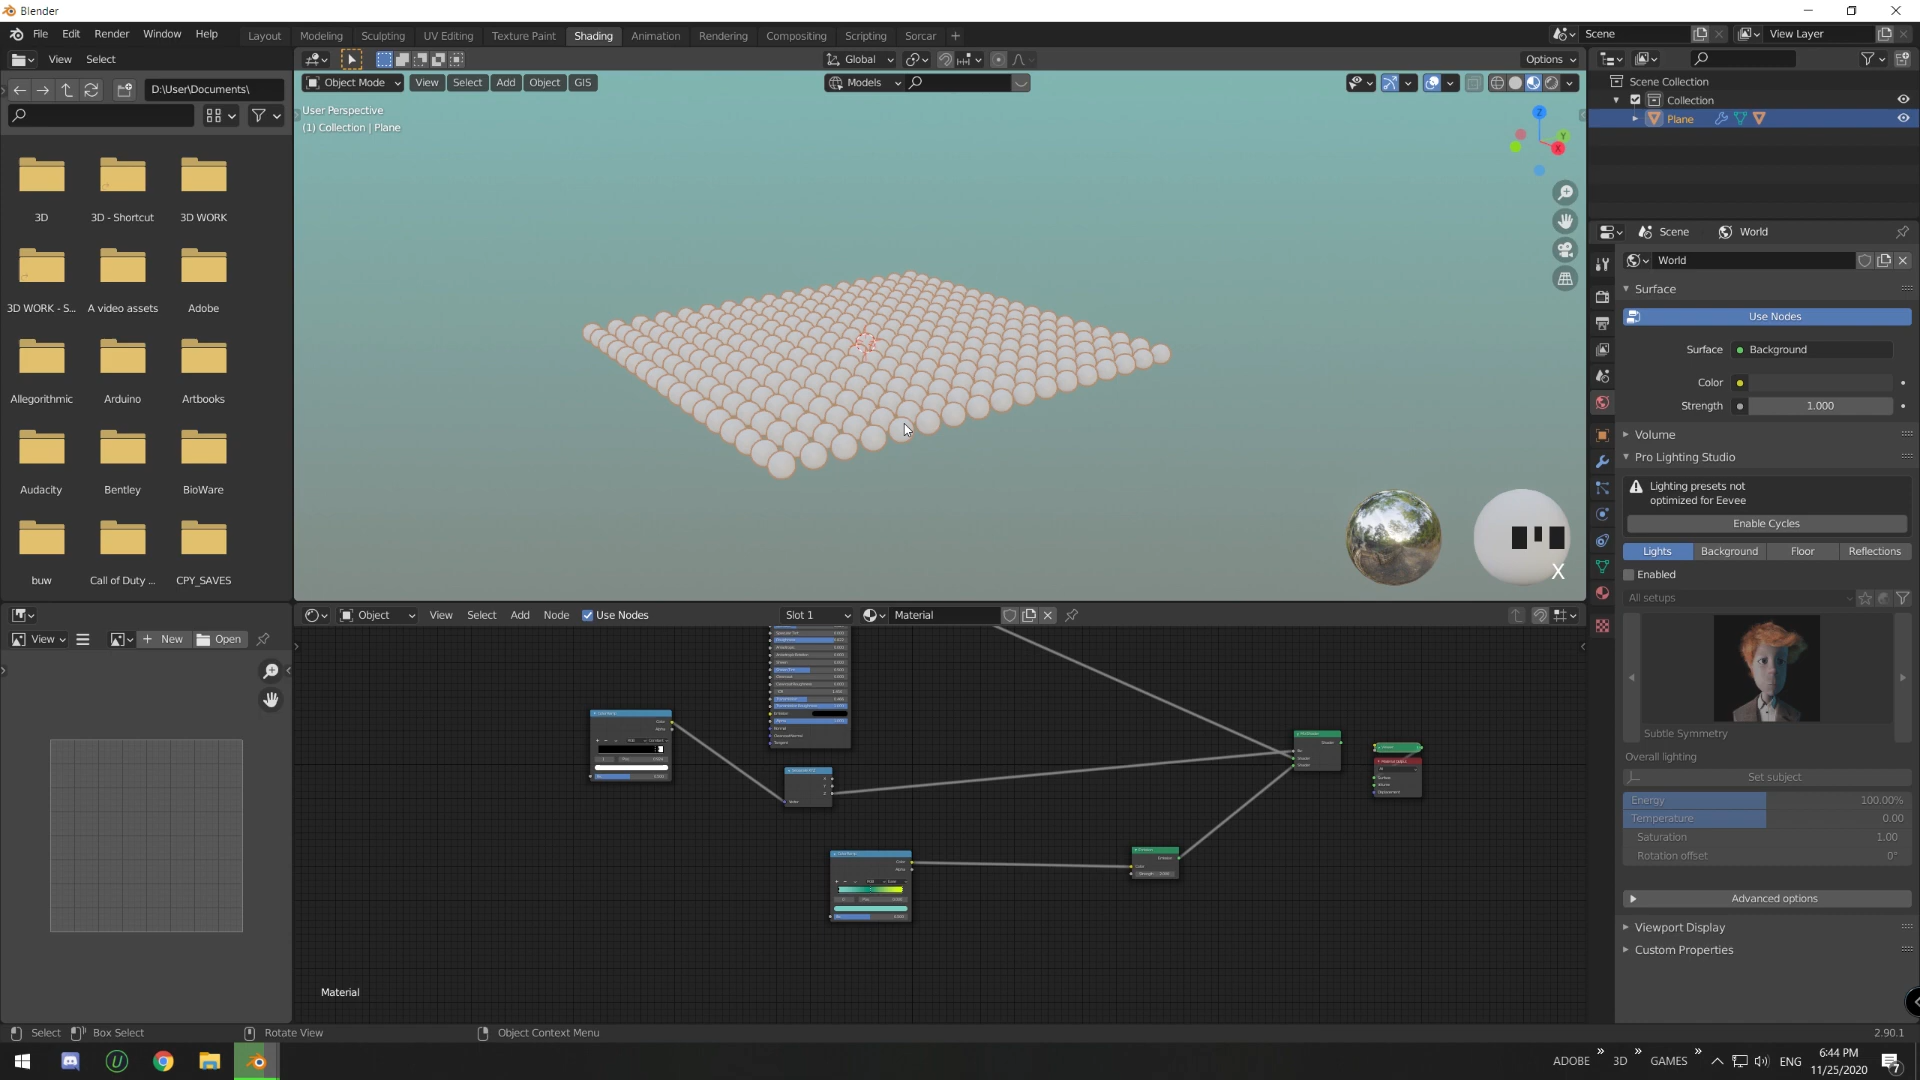 Blender
File Edit Render Window Help
Layout Modeling Sculpting UV Editing Texture Paint Shading Animation Rendering Compositing Scripting Sorcar +
Scene
View Layer
View Select
Global
Options
D:\User\Documents\
Object Mode View Select Add Object GIS
Models
User Perspective
(1) Collection | Plane
Z
Y
X
Scene Collection
Collection
Plane
3D
3D - Shortcut
3D WORK
3D WORK - S...
A video assets
Adobe
Allegorithmic
Arduino
Artbooks
Audacity
Bentley
BioWare
buw
Call of Duty ...
CPY_SAVES
Scene World
World
Surface
Use Nodes
Surface Background
Color
Strength 1.000
Volume
Pro Lighting Studio
Lighting presets not
optimized for Eevee
Enable Cycles
Lights Background Floor Reflections
Enabled
All setups
Subtle Symmetry
Overall lighting
Set subject
Energy 100.00%
Temperature 0.00
Saturation 1.00
Rotation offset 0°
Advanced options
Viewport Display
Custom Properties
X
Object View Select Add Node Use Nodes Slot 1 Material
View New Open
Material
Select Box Select Rotate View Object Context Menu
2.90.1
ADOBE » 3D » GAMES » ENG
6:44 PM
11/25/2020
7